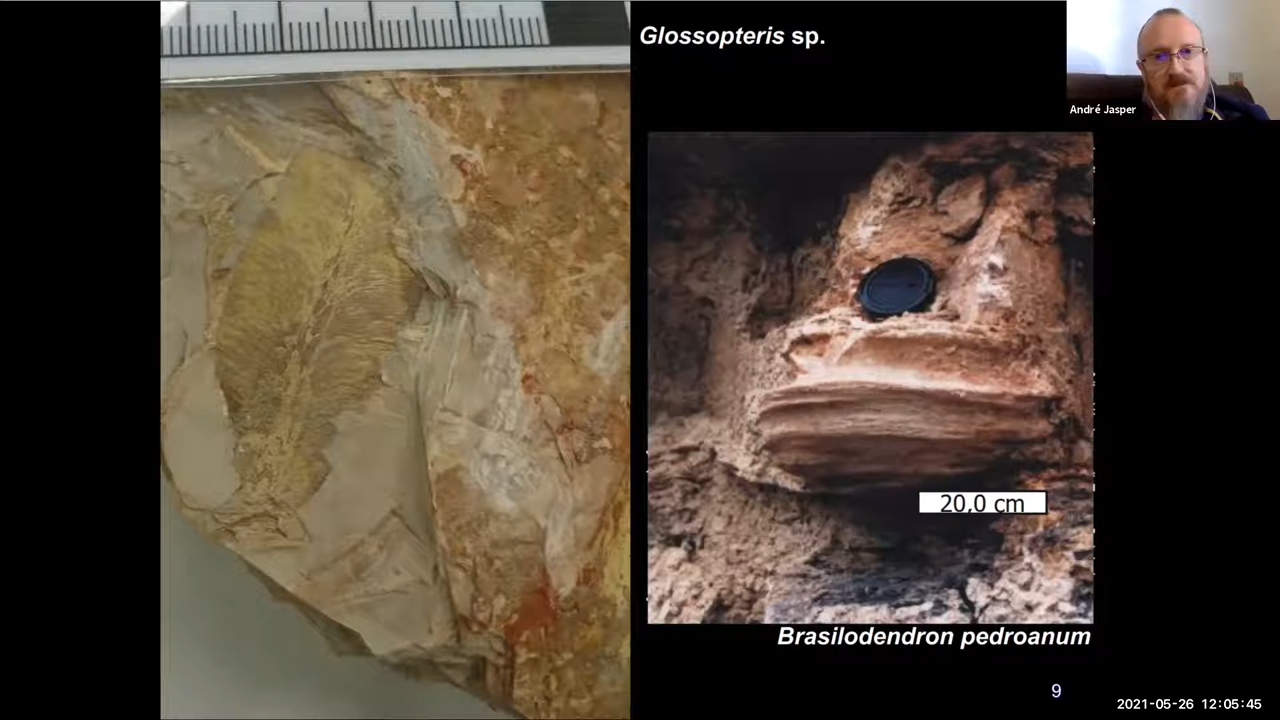 Glossopteris sp.
André Jasper
20,0 cm
Brasilodendron pedroanum
9
2021-05-26 12:05:45